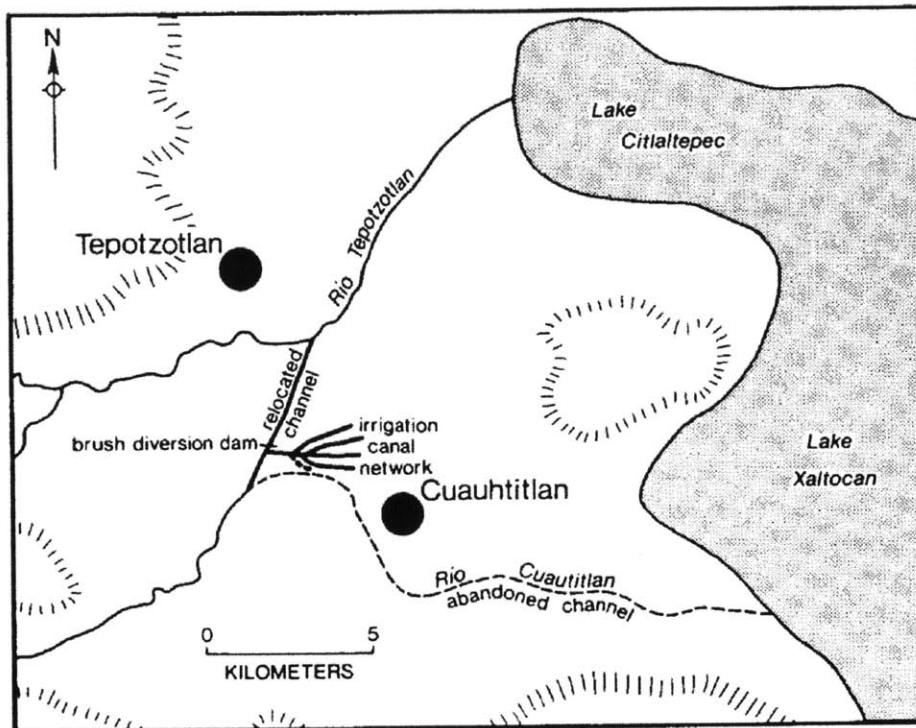 N
Lake
Citlaltepec
Tepotzotlan
Rio Tepotzotlan
relocated
channel
brush diversion dam
irrigation
canal
network
Lake
Xaltocan
Cuauhtitlan
Río Cuautitlan
abandoned channel
0 5
KILOMETERS